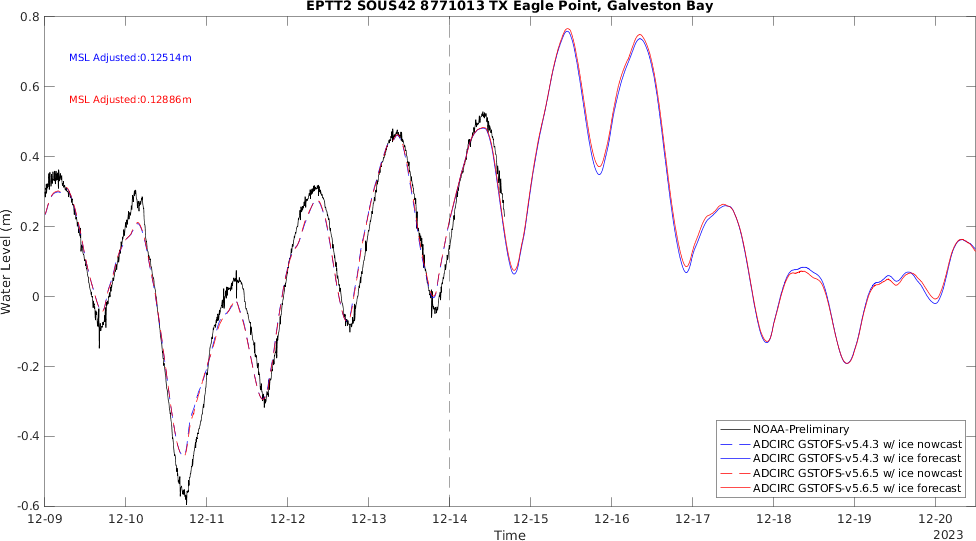 EPTT2 SOUS42 8771013 TX Eagle Point, Galveston Bay
0.8
MSL Adjusted:0.12514m
0.6
MSL Adjusted:0.12886m
0.4
0.2
Water Level (m)
0
-0.2
-0.4
-0.6
NOAA-Preliminary
ADCIRC GSTOFS-v5.4.3 w/ ice nowcast
ADCIRC GSTOFS-v5.4.3 w/ ice forecast
ADCIRC GSTOFS-v5.6.5 w/ ice nowcast
ADCIRC GSTOFS-v5.6.5 w/ ice forecast
12-09 12-10 12-11 12-12 12-13 12-14 12-15 12-16 12-17 12-18 12-19 12-20
2023
Time